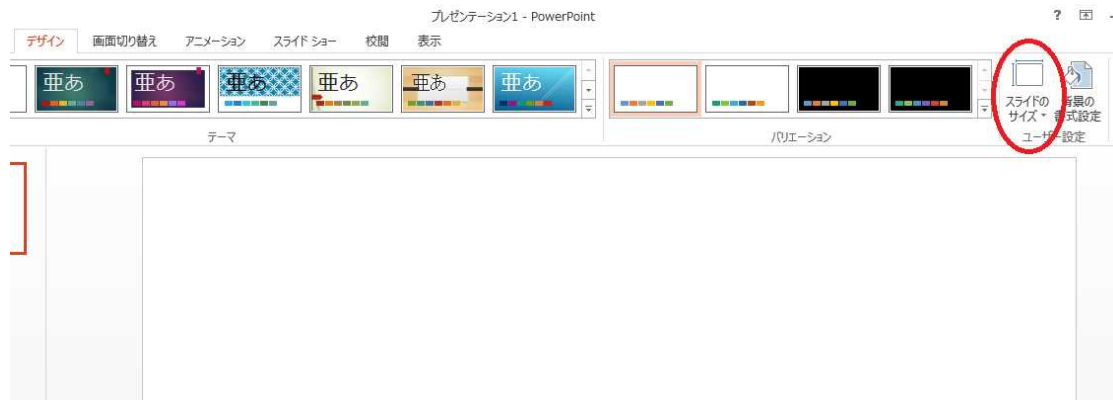 プレゼンテーション1 - PowerPoint
?
デザイン 画面切り替え アニメーション スライド ショー 校閲 表示
亜あ 亜あ 亜あ 亜あ 亜あ 亜あ
スライドの 背景の
サイズ 書式設定
テーマ バリエーション ユーザー設定